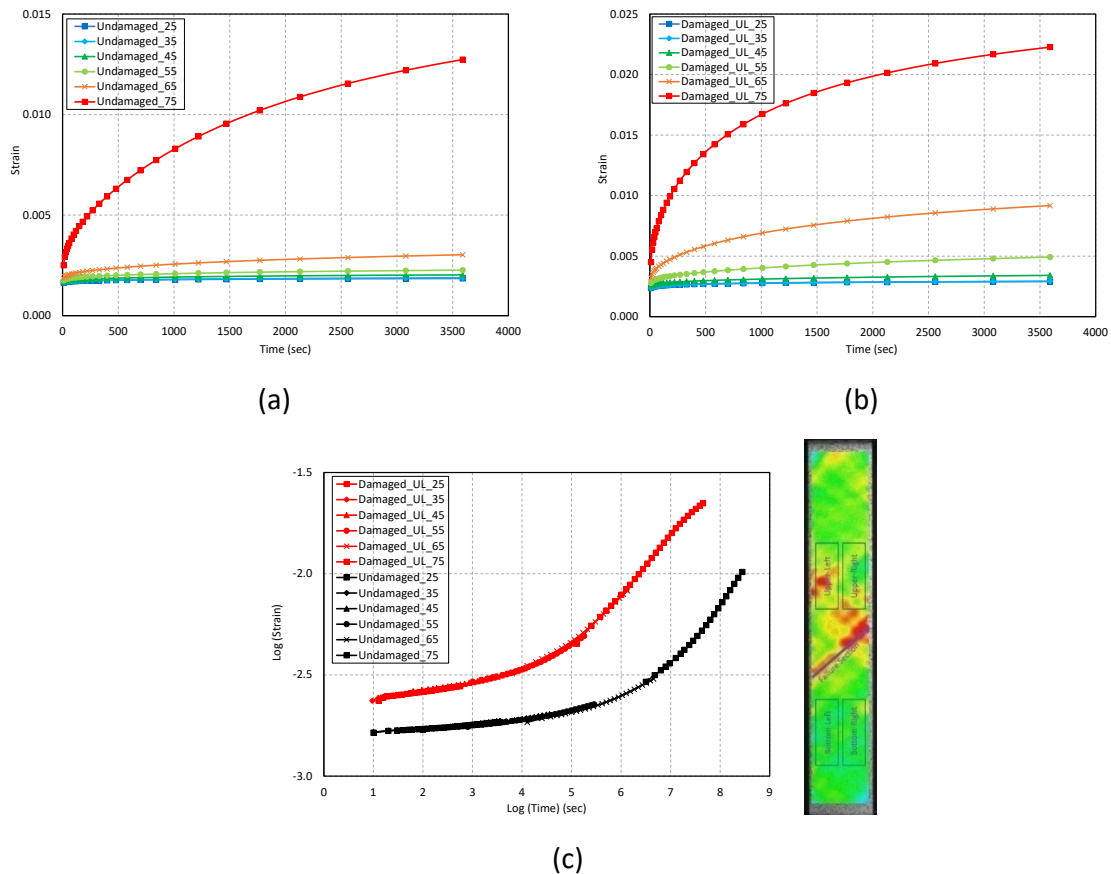 0.015
0.010
0.005
0.000
Strain
Undamaged_25
Undamaged_35
Undamaged_45
Undamaged_55
Undamaged_65
Undamaged_75
0 500 1000 1500 2000 2500 3000 3500 4000
Time (sec)
(a)
0.025
0.020
0.015
0.010
0.005
0.000
Strain
Damaged_UL_25
Damaged_UL_35
Damaged_UL_45
Damaged_UL_55
Damaged_UL_65
Damaged_UL_75
0 500 1000 1500 2000 2500 3000 3500 4000
Time (sec)
(b)
-1.5
-2.0
-2.5
-3.0
Log (Strain)
Damaged_UL_25
Damaged_UL_35
Damaged_UL_45
Damaged_UL_55
Damaged_UL_65
Damaged_UL_75
Undamaged_25
Undamaged_35
Undamaged_45
Undamaged_55
Undamaged_65
Undamaged_75
0 1 2 3 4 5 6 7 8 9
Log (Time) (sec)
Upper Left
Upper Right
Failure Section
Bottom Left
Bottom Right
(c)